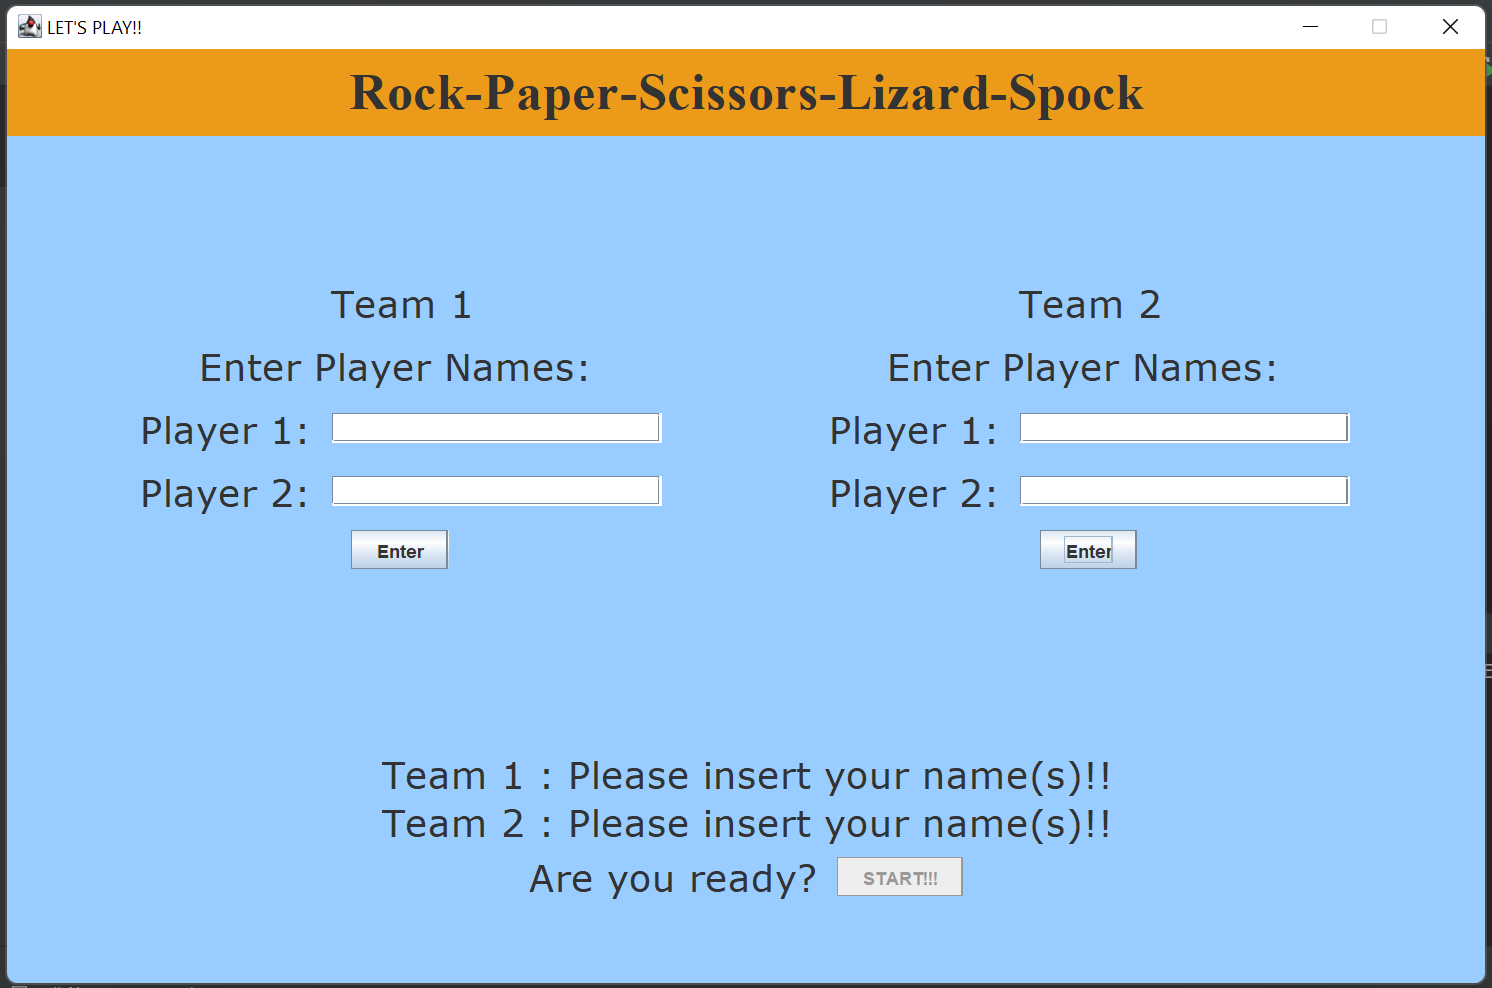 LET'S PLAY!!
Rock-Paper-Scissors-Lizard-Spock
Team 1
Enter Player Names:
Player 1:
Player 2:
Enter
Team 2
Enter Player Names:
Player 1:
Player 2:
Enter
Team 1 : Please insert your name(s)!!
Team 2 : Please insert your name(s)!!
Are you ready? START!!!